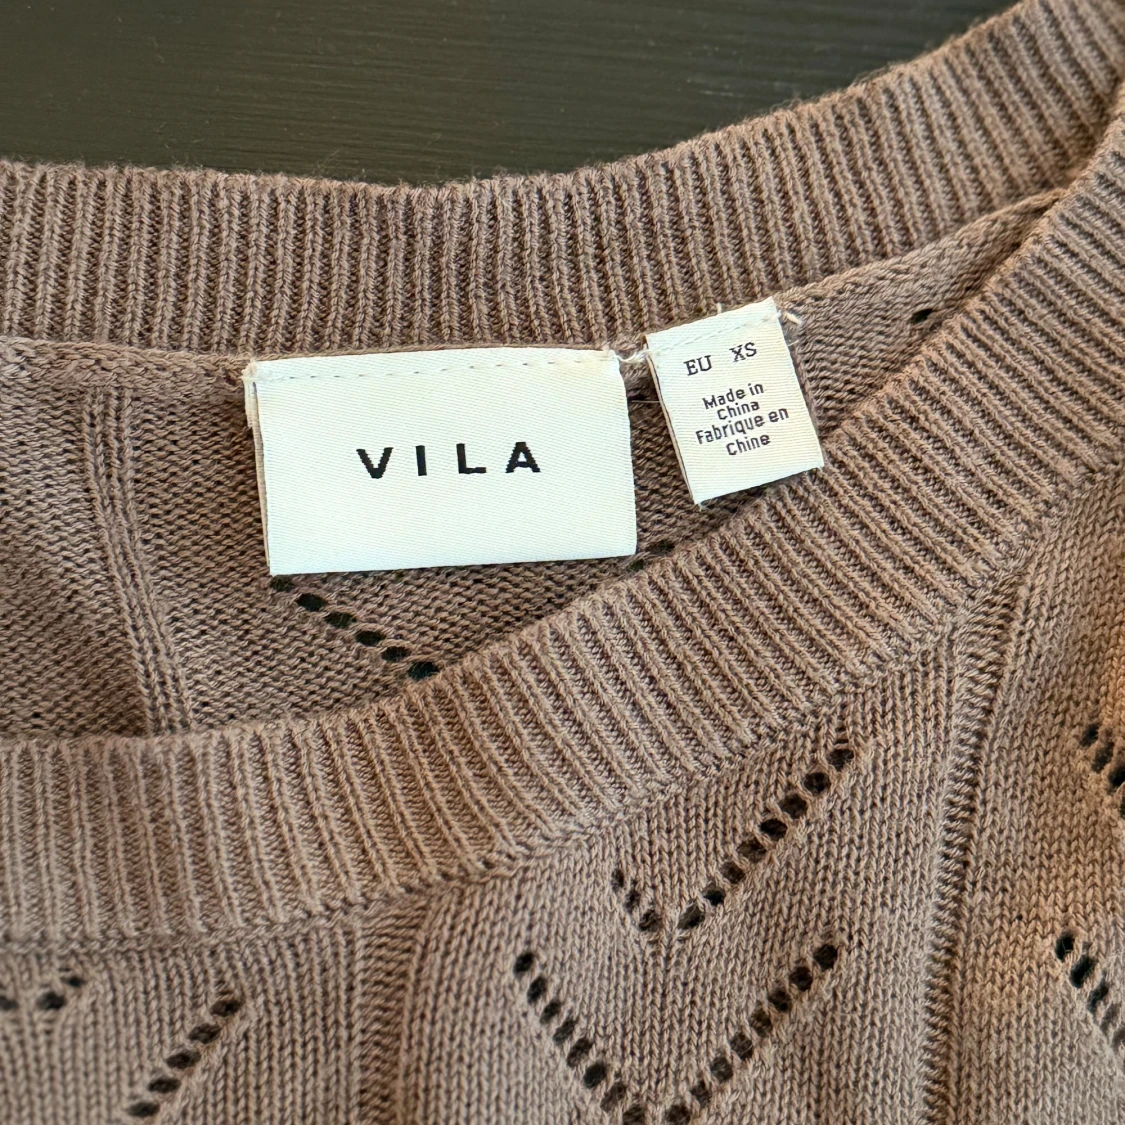 VILA
EU XS
Made in
China
Fabrique en
Chine